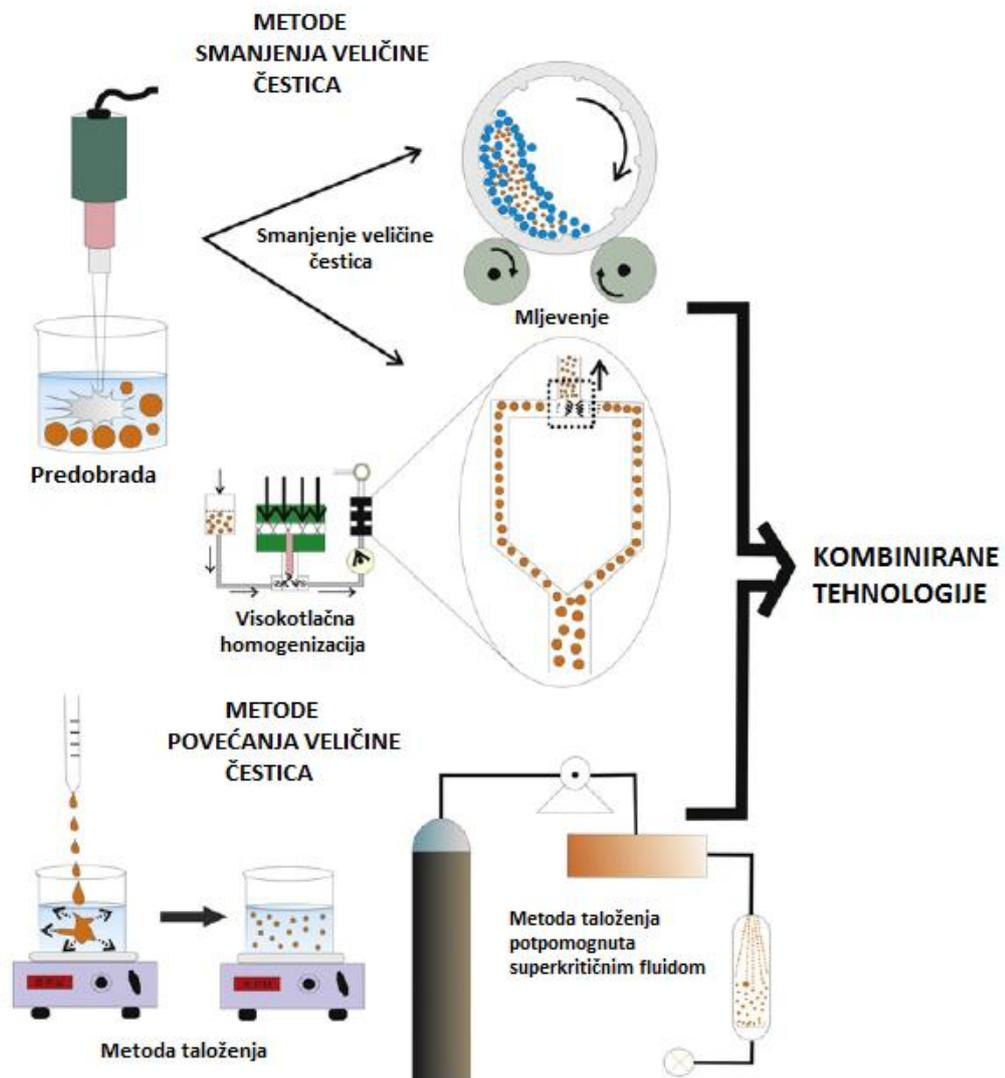 METODE
SMANJENJA VELIČINE
ČESTICA
Smanjenje veličine
čestica
Mljevenje
Predobrada
Visokotlačna
homogenizacija
KOMBINIRANE
TEHNOLOGIJE
METODE
POVEĆANJA VELIČINE
ČESTICA
Metoda taloženja
potpomognuta
superkritičnim fluidom
Metoda taloženja